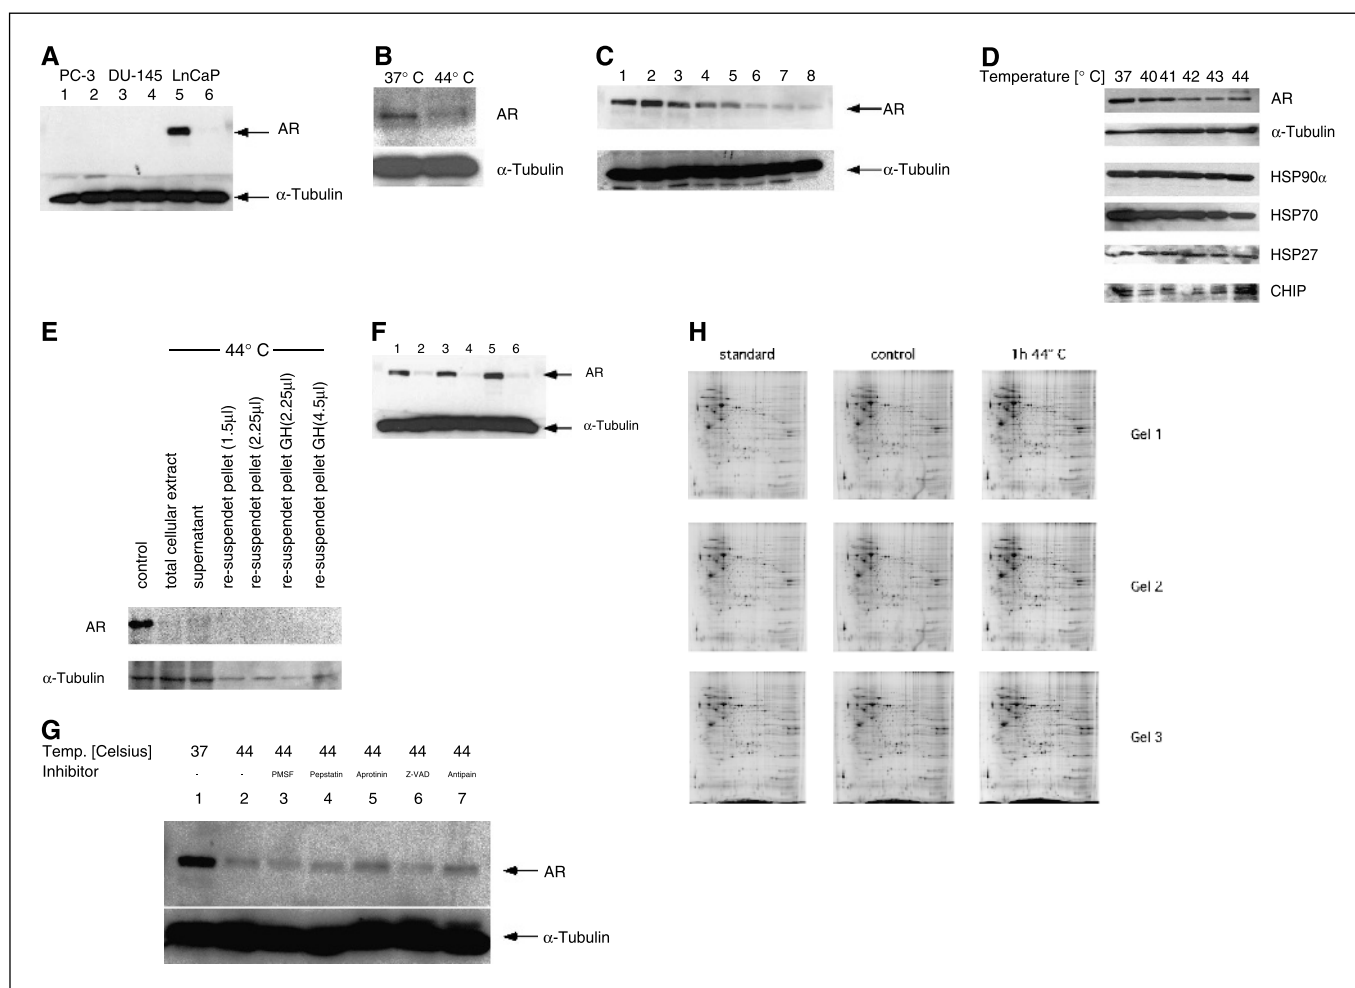 A
PC-3 DU-145 LnCaP
1 2 3 4 5 6
AR
α-Tubulin
B
37° C 44° C
AR
α-Tubulin
C
1 2 3 4 5 6 7 8
AR
α-Tubulin
D
Temperature [° C] 37 40 41 42 43 44
AR
α-Tubulin
HSP90α
HSP70
HSP27
CHIP
E
44° C
control
total cellular extract
supernatant
re-suspendet pellet (1.5µl)
re-suspendet pellet (2.25µl)
re-suspendet pellet GH(2.25µl)
re-suspendet pellet GH(4.5µl)
AR
α-Tubulin
F
1 2 3 4 5 6
AR
α-Tubulin
G
Temp. [Celsius] 37 44 44 44 44 44 44
Inhibitor - - PMSF Pepstatin Aprotinin Z-VAD Antipain
1 2 3 4 5 6 7
AR
α-Tubulin
H
standard control 1h 44° C
Gel 1
Gel 2
Gel 3